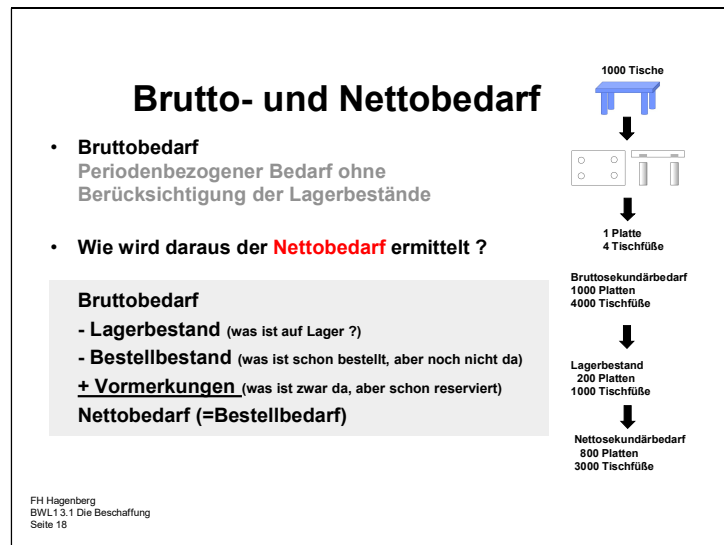 Brutto- und Nettobedarf
• Bruttobedarf
Periodenbezogener Bedarf ohne
Berücksichtigung der Lagerbestände
• Wie wird daraus der Nettobedarf ermittelt ?
Bruttobedarf
- Lagerbestand (was ist auf Lager ?)
- Bestellbestand (was ist schon bestellt, aber noch nicht da)
+ Vormerkungen (was ist zwar da, aber schon reserviert)
Nettobedarf (=Bestellbedarf)
1000 Tische
1 Platte
4 Tischfüße
Bruttosekundärbedarf
1000 Platten
4000 Tischfüße
Lagerbestand
200 Platten
1000 Tischfüße
Nettosekundärbedarf
800 Platten
3000 Tischfüße
FH Hagenberg
BWL1 3.1 Die Beschaffung
Seite 18